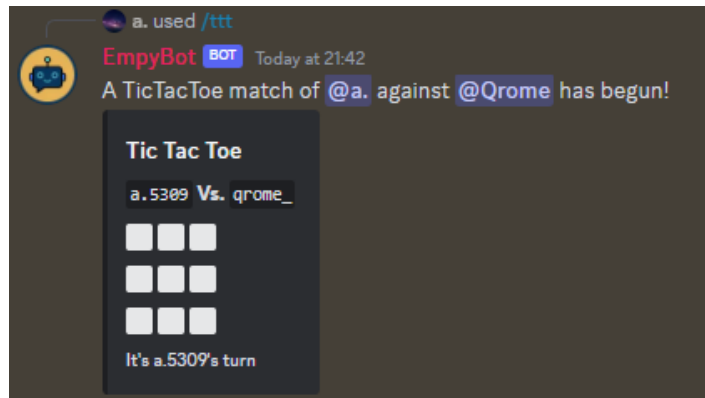 a. used /ttt
EmpyBot BOT Today at 21:42
A TicTacToe match of @a. against @Qrome has begun!
Tic Tac Toe
a.5309 Vs. qrome_
It's a.5309's turn